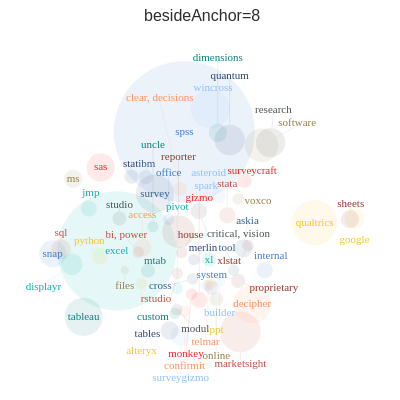 besideAnchor=8
dimensions
quantum
wincross
clear, decisions
research
software
spss
uncle
reporter
statibm
office
asteroid
surveycraft
sas
ms
spark
stata
jmp
survey
gizmo
voxco
studio
pivot
sheets
access
askia
qualtrics
sql
bi, power
house
critical, vision
google
python
merlin
tool
snap
excel
mtab
xl
xlstat
internal
system
displayr
files
cross
proprietary
rstudio
decipher
tableau
custom
builder
tables
modul
ppt
telmar
alteryx
monkey
online
confirmit
marketsight
surveygizmo